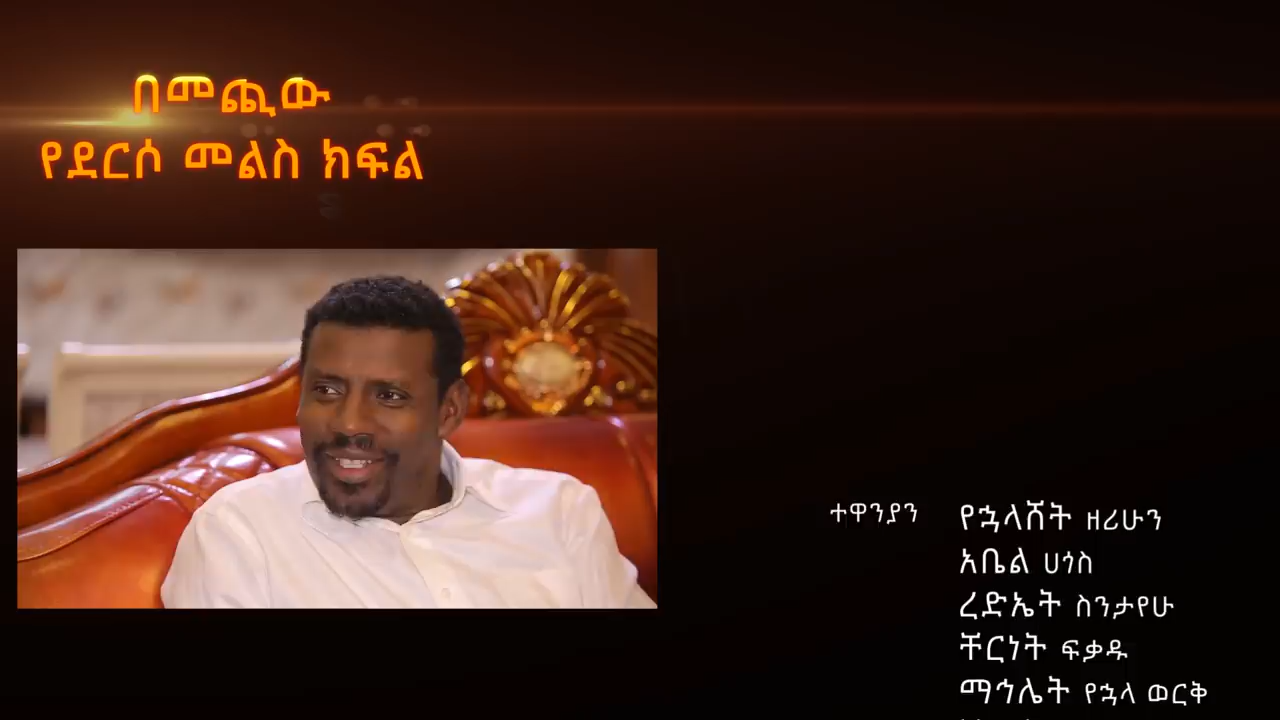 በመጪው
የደርሶ መልስ ክፍል
ተዋንያን የኋላሸት ዘሪሁን
አቤል ሀጎስ
ረድኤት ስንታየሁ
ቸርነት ፍቃዱ
ማኅሌት የኋላ ወርቅ